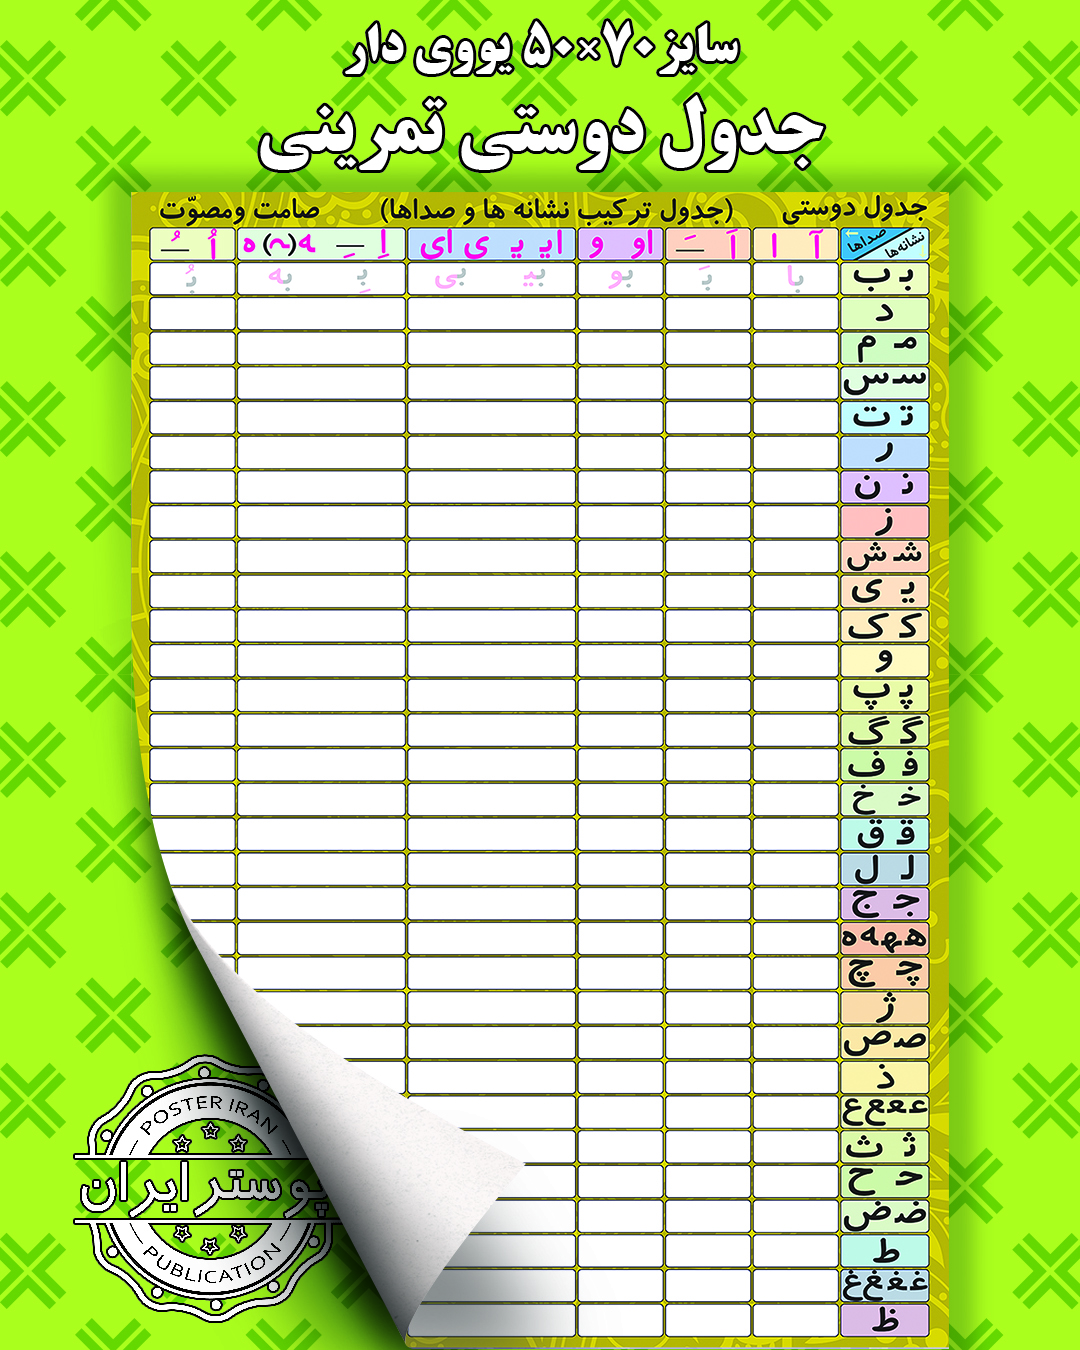 سایز ۷۰×۵۰ یووی دار
جدول دوستی تمرینی
جدول دوستی (جدول ترکیب نشانه ها و صداها) صامت ومصوّت
صداها
نشانه‌ها
آ ا اَ ـَ او و ایـ یـ ی ای اِ ـِ ـه (~) ه اُ ـُ
بـ ب با بَـ بو بیـ بی بِـ به بُـ
د
مـ م
سـ س
تـ ت
ر
نـ ن
ز
شـ ش
یـ ی
کـ ک
و
پـ پ
گـ گ
فـ ف
خـ خ
قـ ق
لـ ل
جـ ج
هـ ـهـ ـه ه
چـ چ
ژ
صـ ص
ذ
عـ ـعـ ـع ع
ثـ ث
حـ ح
ضـ ض
ط
غـ ـغـ ـغ غ
ظ
POSTER IRAN
پوستر ایران
PUBLICATION